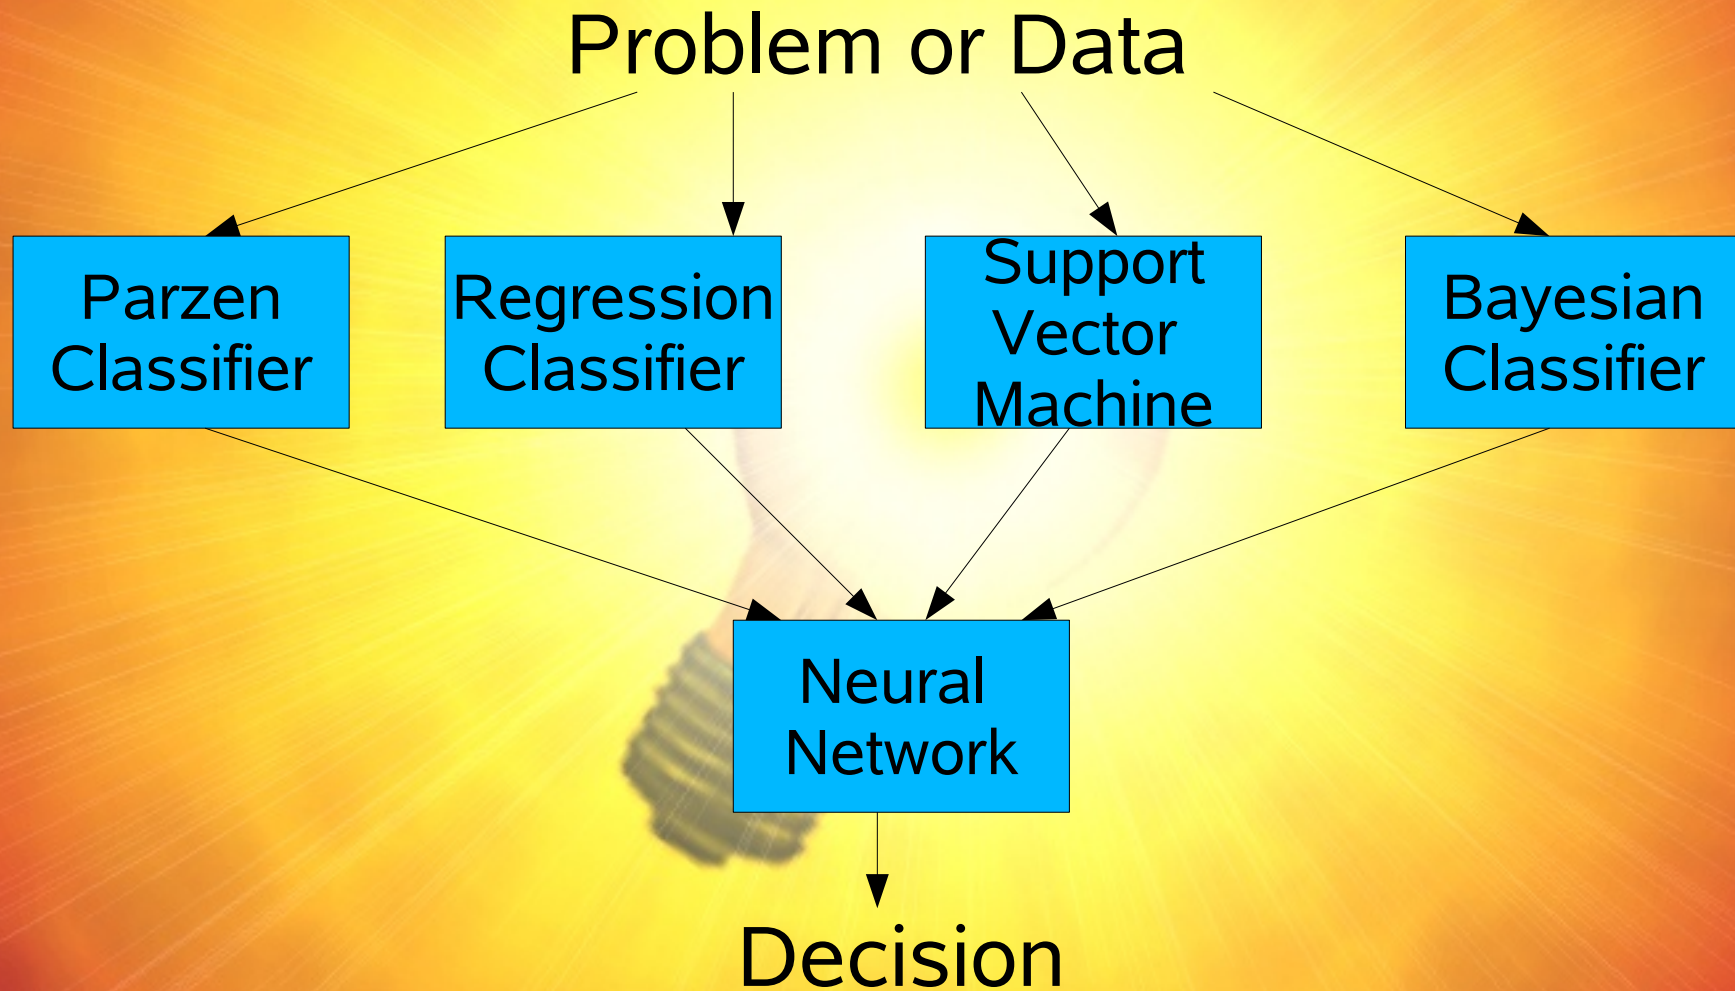 Problem or Data
Parzen
Classifier
Regression
Classifier
Support
Vector
Machine
Bayesian
Classifier
Neural
Network
Decision